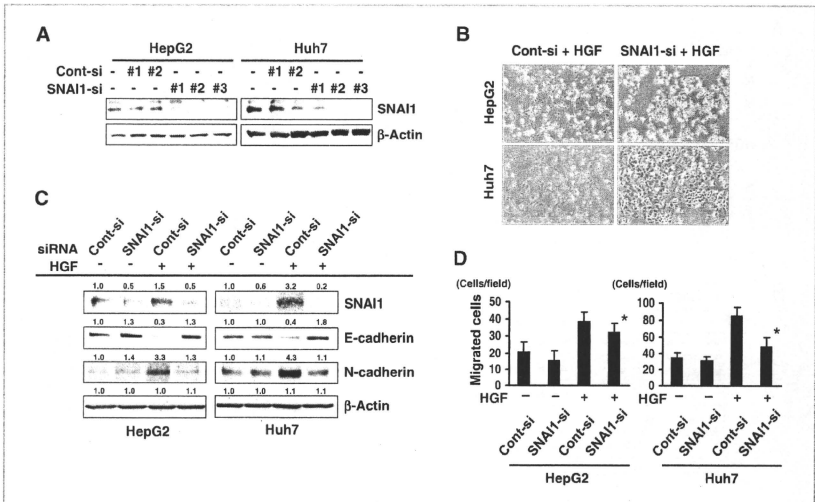 A
HepG2 Huh7
Cont-si - #1 #2 - - - - #1 #2 - - -
SNAI1-si - - - #1 #2 #3 - - - #1 #2 #3
SNAI1
β-Actin
B
Cont-si + HGF SNAI1-si + HGF
HepG2
Huh7
C
siRNA Cont-si SNAI1-si Cont-si SNAI1-si Cont-si SNAI1-si Cont-si SNAI1-si
HGF - - + + - - + +
1.0 0.5 1.5 0.5 1.0 0.6 3.2 0.2
SNAI1
1.0 1.3 0.3 1.3 1.0 1.0 0.4 1.8
E-cadherin
1.0 1.4 3.3 1.3 1.0 1.1 4.3 1.1
N-cadherin
1.0 1.0 1.0 1.1 1.0 1.0 1.1 1.1
β-Actin
HepG2 Huh7
D
(Cells/field) (Cells/field)
Migrated cells
50
40
30
20
10
0
*
100
80
60
40
20
0
*
HGF - - + + - - + +
Cont-si SNAI1-si Cont-si SNAI1-si Cont-si SNAI1-si Cont-si SNAI1-si
HepG2 Huh7